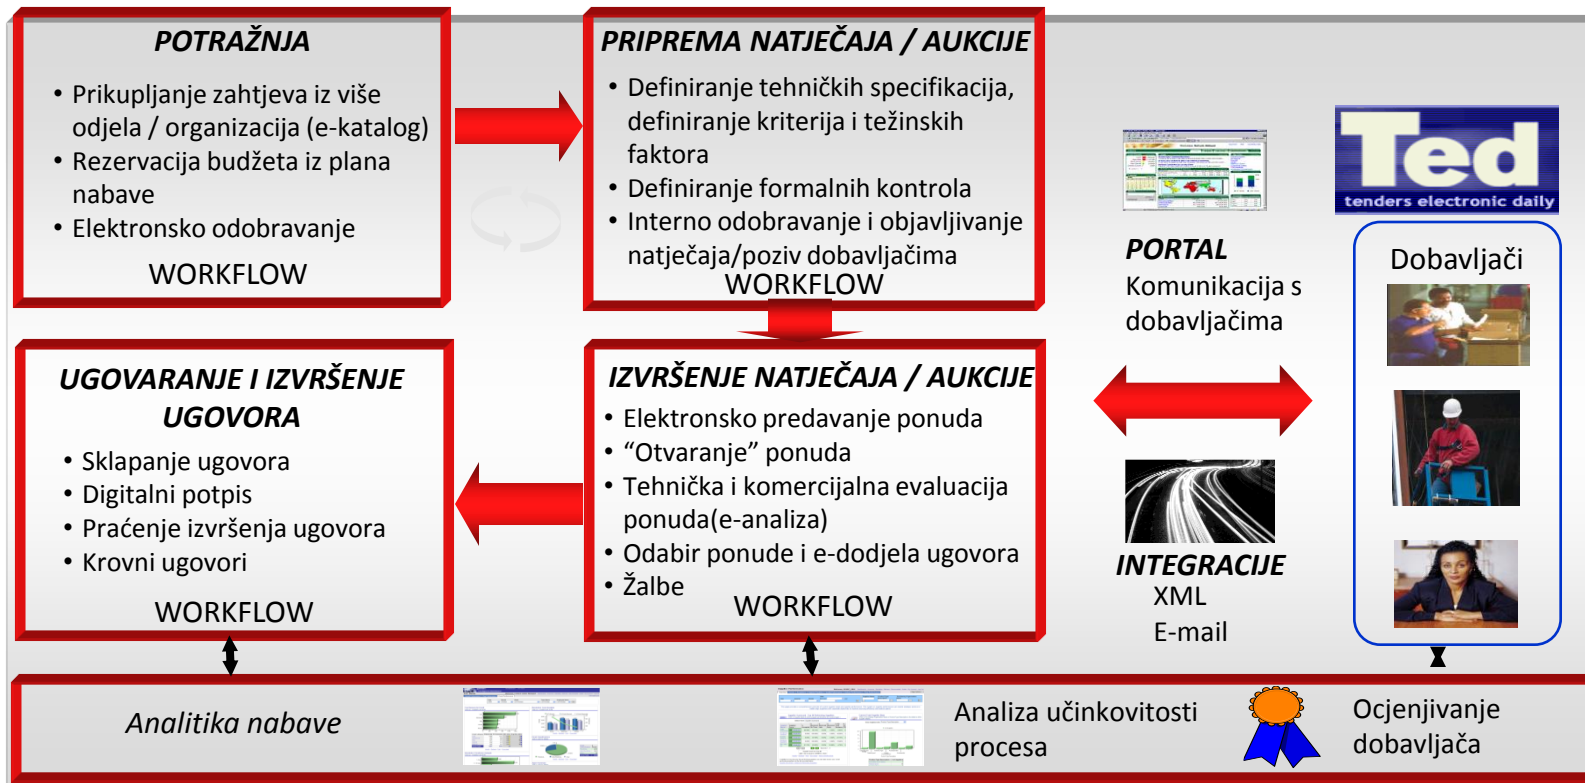 POTRAŽNJA
• Prikupljanje zahtjeva iz više
odjela / organizacija (e-katalog)
• Rezervacija budžeta iz plana
nabave
• Elektronsko odobravanje
WORKFLOW
PRIPREMA NATJEČAJA / AUKCIJE
• Definiranje tehničkih specifikacija,
definiranje kriterija i težinskih
faktora
• Definiranje formalnih kontrola
• Interno odobravanje i objavljivanje
natječaja/poziv dobavljačima
WORKFLOW
UGOVARANJE I IZVRŠENJE
UGOVORA
• Sklapanje ugovora
• Digitalni potpis
• Praćenje izvršenja ugovora
• Krovni ugovori
WORKFLOW
IZVRŠENJE NATJEČAJA / AUKCIJE
• Elektronsko predavanje ponuda
• “Otvaranje” ponuda
• Tehnička i komercijalna evaluacija
ponuda(e-analiza)
• Odabir ponude i e-dodjela ugovora
• Žalbe
WORKFLOW
PORTAL
Komunikacija s
dobavljačima
INTEGRACIJE
XML
E-mail
Ted
tenders electronic daily
Dobavljači
Analitika nabave
Analiza učinkovitosti
procesa
Ocjenjivanje
dobavljača